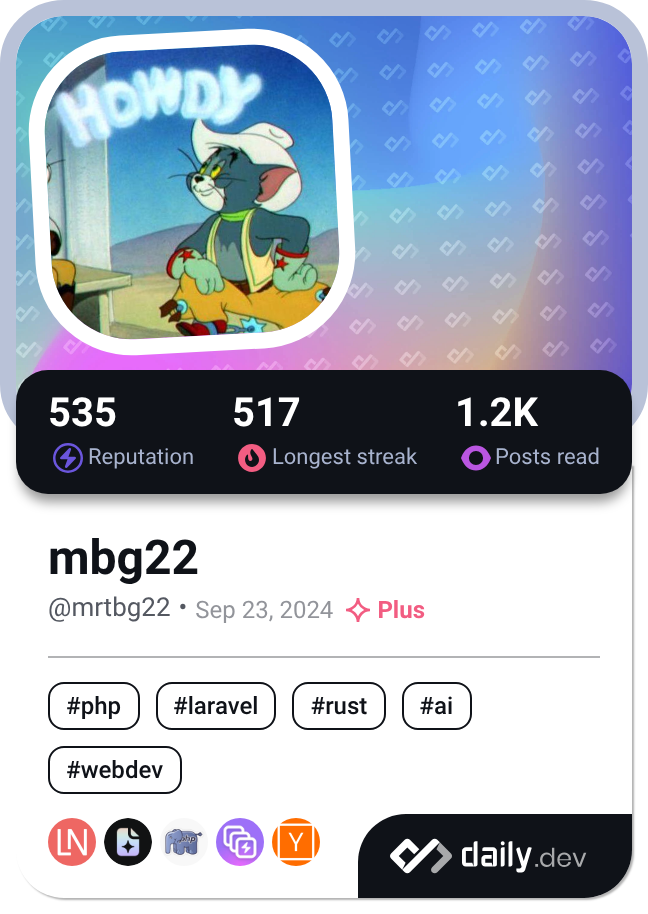 HOWDY
535 517 1.2K
Reputation Longest streak Posts read
mbg22
@mrtbg22 • Sep 23, 2024 Plus
#php #laravel #rust #ai
#webdev
LN php Y
daily.dev